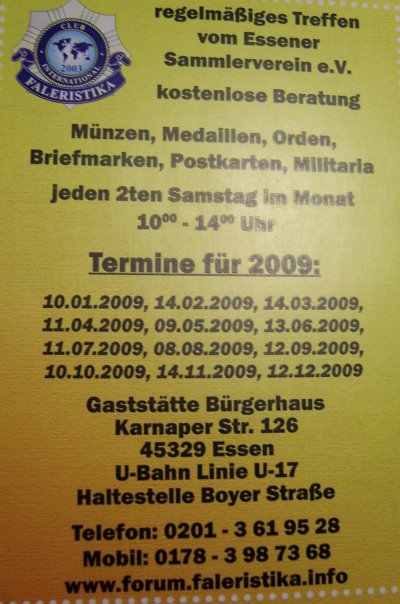 CLUB
INTERNATIONAL
2003
FALERISTIKA
regelmäßiges Treffen
vom Essener
Sammlerverein e.V.
kostenlose Beratung
Münzen, Medaillen, Orden,
Briefmarken, Postkarten, Militaria
jeden 2ten Samstag im Monat
10⁰⁰ - 14⁰⁰ Uhr
Termine für 2009:
10.01.2009, 14.02.2009, 14.03.2009,
11.04.2009, 09.05.2009, 13.06.2009,
11.07.2009, 08.08.2009, 12.09.2009,
10.10.2009, 14.11.2009, 12.12.2009
Gaststätte Bürgerhaus
Karnaper Str. 126
45329 Essen
U-Bahn Linie U-17
Haltestelle Boyer Straße
Telefon: 0201 - 3 61 95 28
Mobil: 0178 - 3 98 73 68
www.forum.faleristika.info